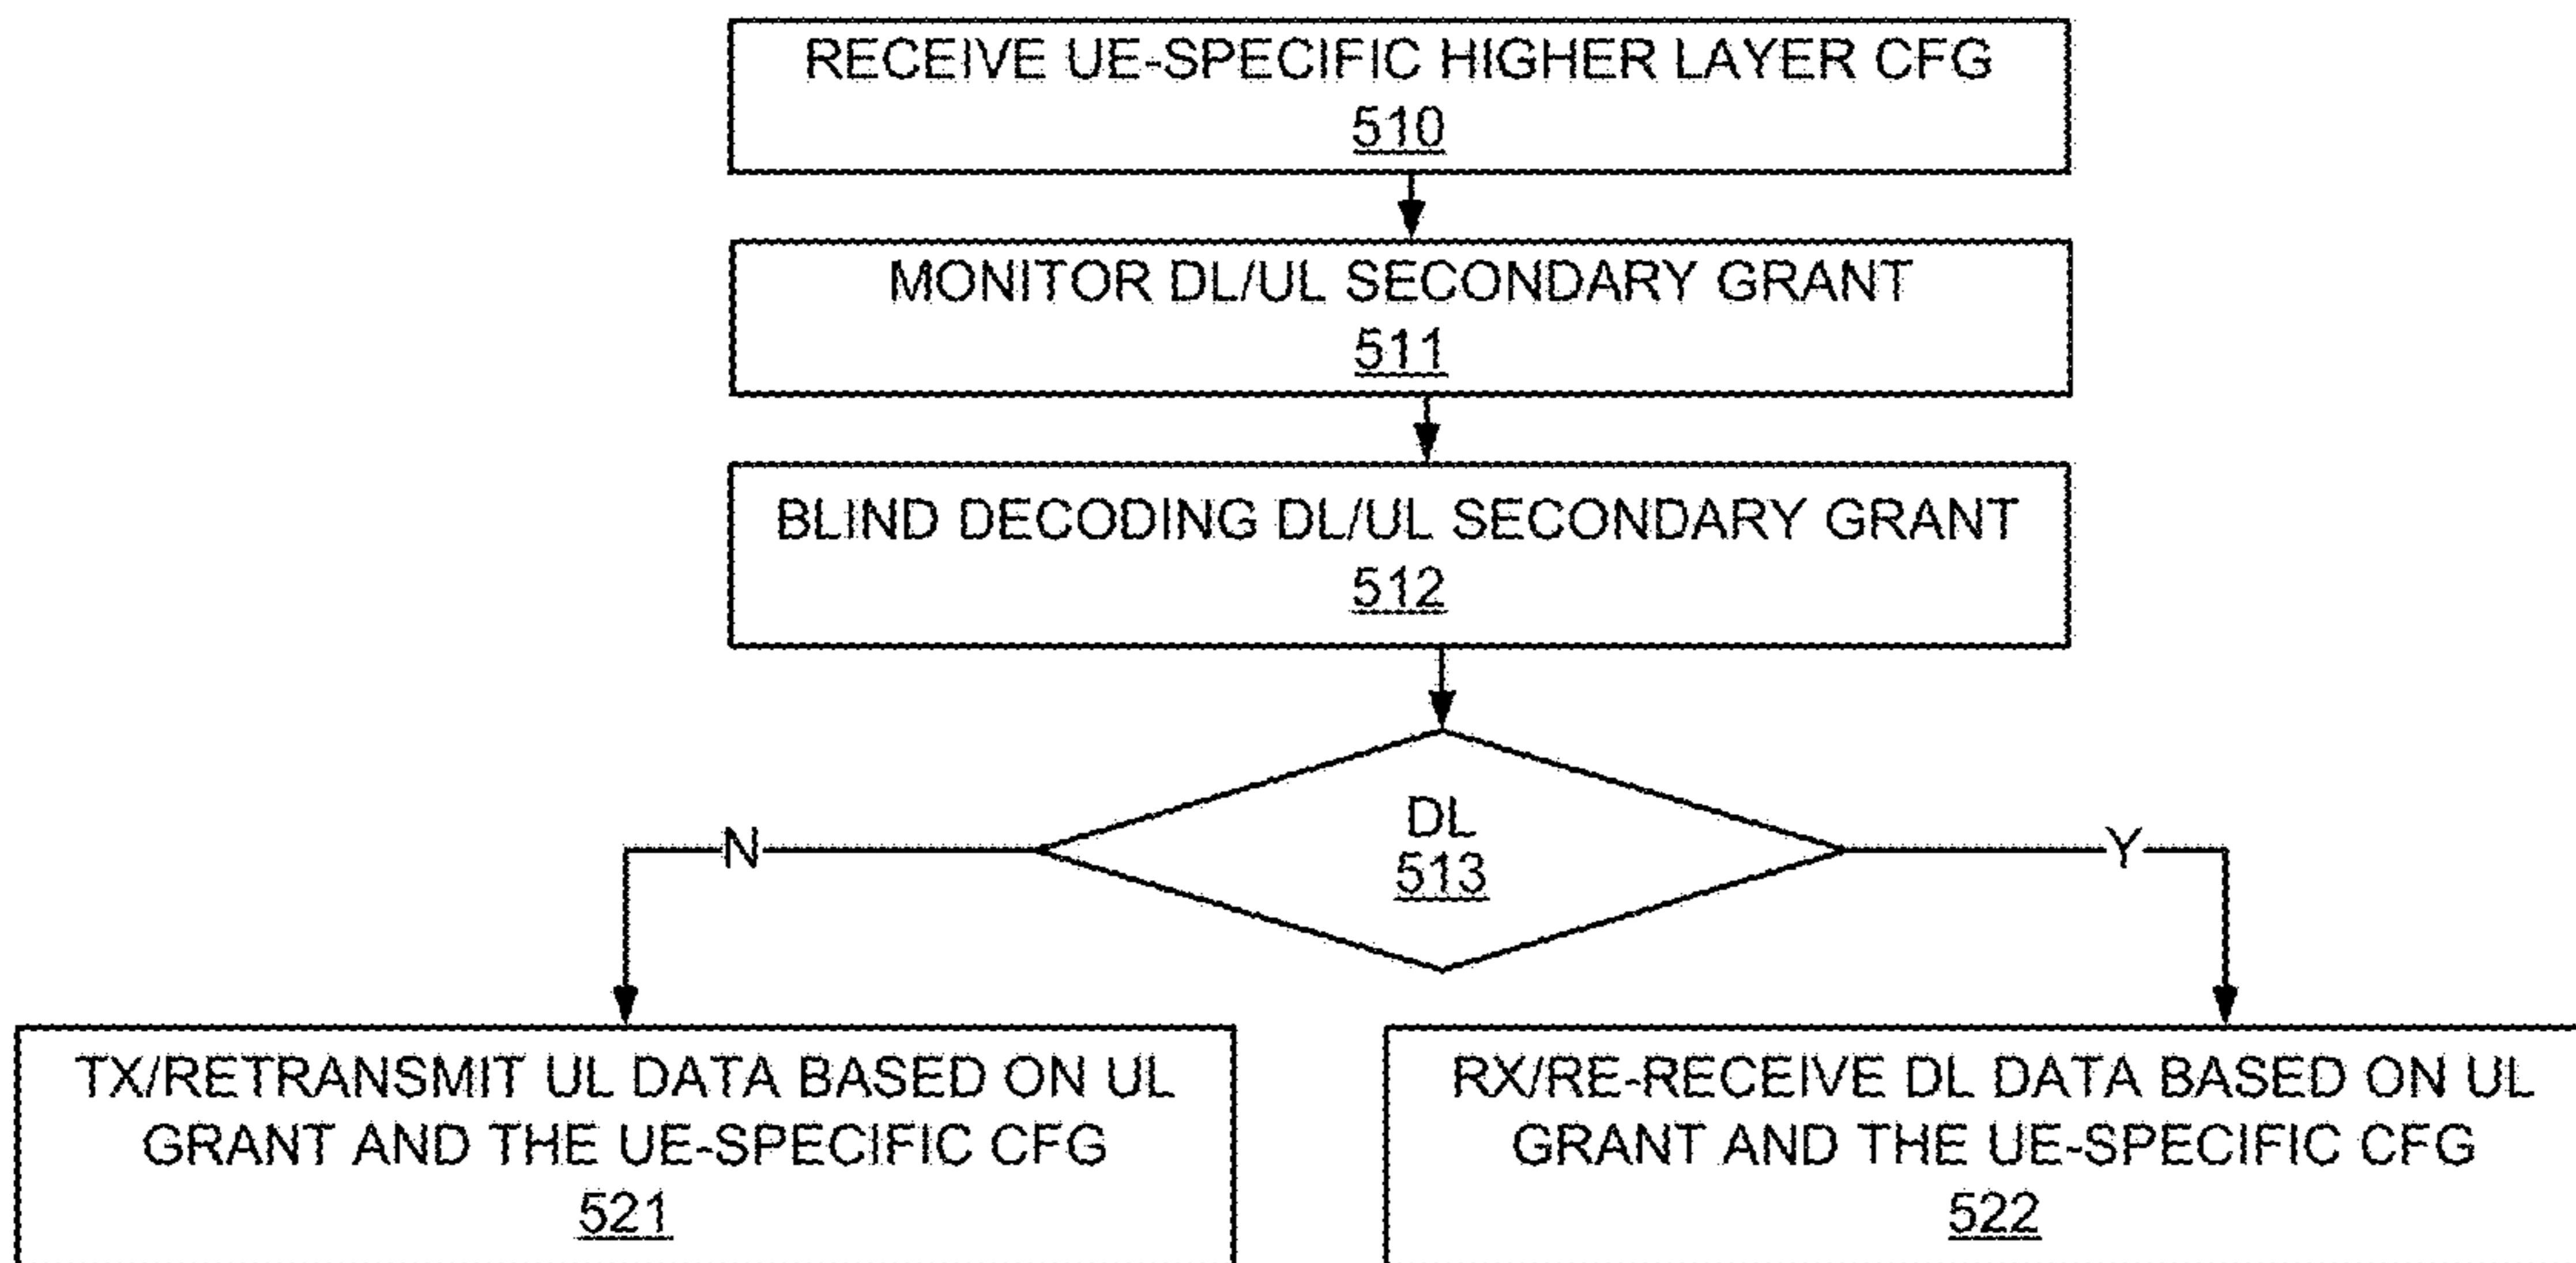 RECEIVE UE-SPECIFIC HIGHER LAYER CFG
510
MONITOR DL/UL SECONDARY GRANT
511
BLIND DECODING DL/UL SECONDARY GRANT
512
DL
513
N
Y
TX/RETRANSMIT UL DATA BASED ON UL
GRANT AND THE UE-SPECIFIC CFG
521
RX/RE-RECEIVE DL DATA BASED ON UL
GRANT AND THE UE-SPECIFIC CFG
522